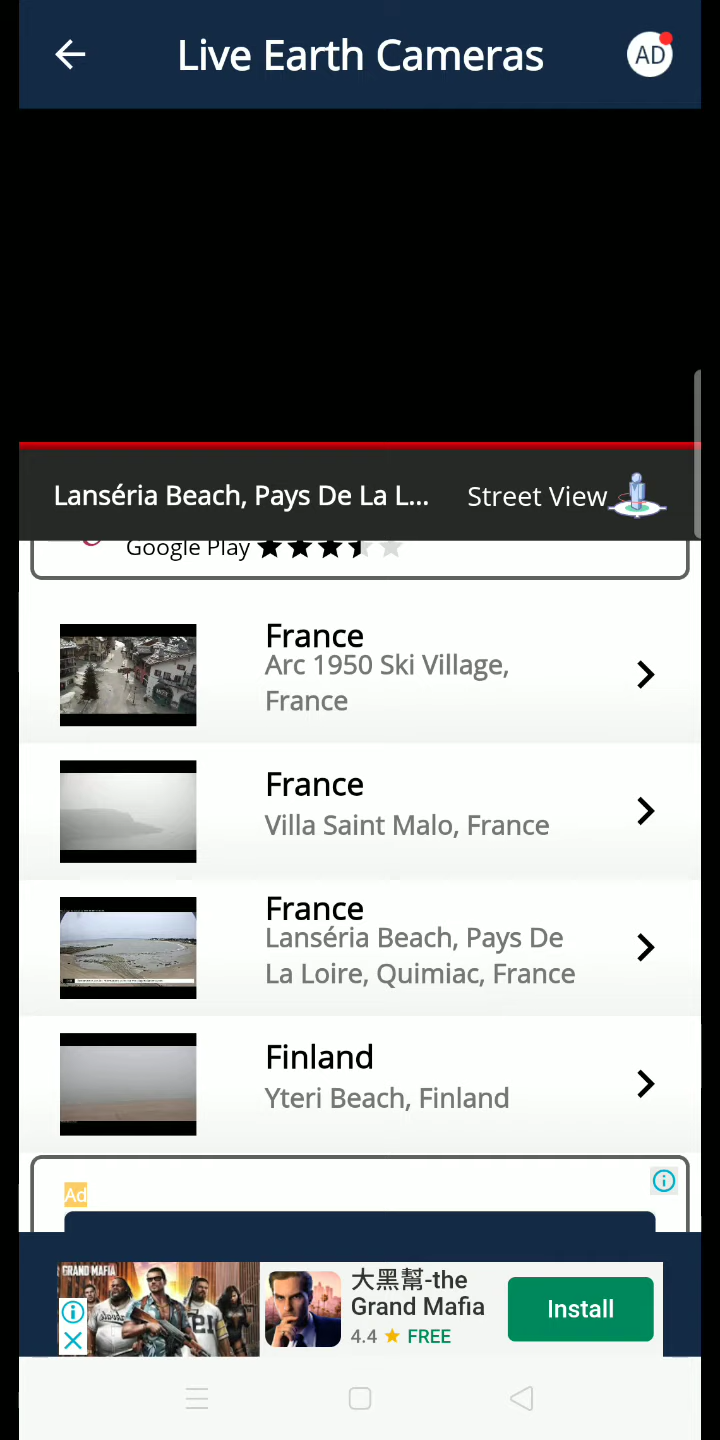 Live Earth Cameras
AD
Lanséria Beach, Pays De La L...
Street View
Google Play
France
Arc 1950 Ski Village,
France
France
Villa Saint Malo, France
France
Lanséria Beach, Pays De
La Loire, Quimiac, France
Finland
Yteri Beach, Finland
Ad
GRAND MAFIA
大黑幫-the
Grand Mafia
4.4 ★ FREE
Install